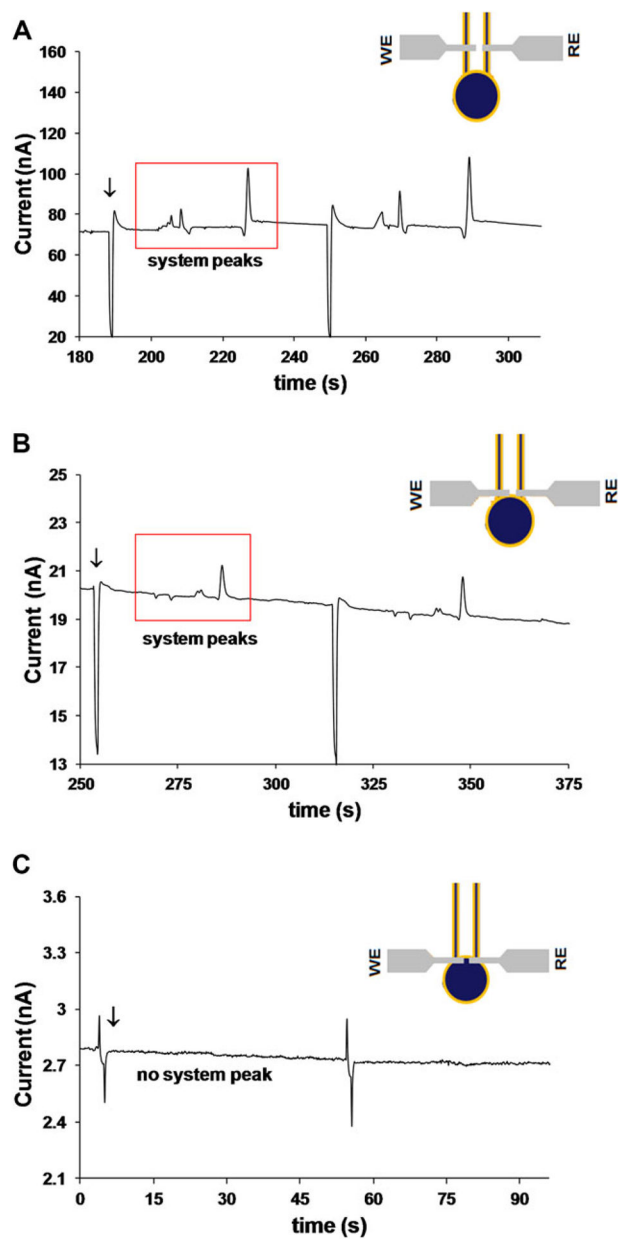 A
WE
RE
160
140
120
100
80
60
40
20
Current (nA)
↓
system peaks
180
200
220
240
260
280
300
time (s)
B
WE
RE
25
23
21
19
17
15
13
Current (nA)
↓
system peaks
250
275
300
325
350
375
time (s)
C
WE
RE
3.6
3.3
3
2.7
2.4
2.1
Current (nA)
↓
no system peak
0
15
30
45
60
75
90
time (s)